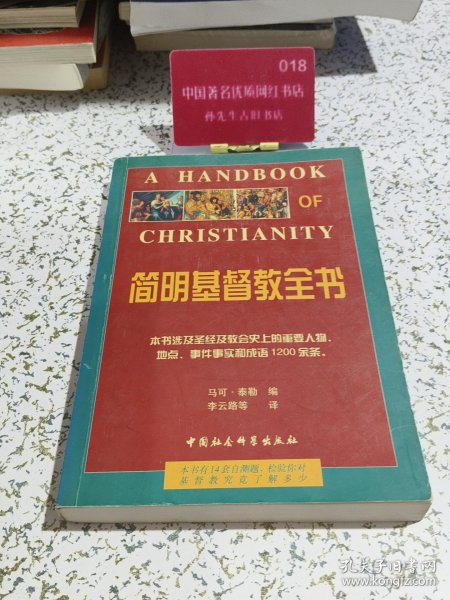 018
中国著名优质网红书店
孙先生古旧书店
A HANDBOOK
OF
CHRISTIANITY
简明基督教全书
本书涉及圣经及教会史上的重要人物、
地点、事件事实和成语1200余条。
马可·泰勒 编
李云路等 译
中国社会科学出版社
本书有14套自测题、检验你对
基督教究竟了解多少
孔夫子旧书网